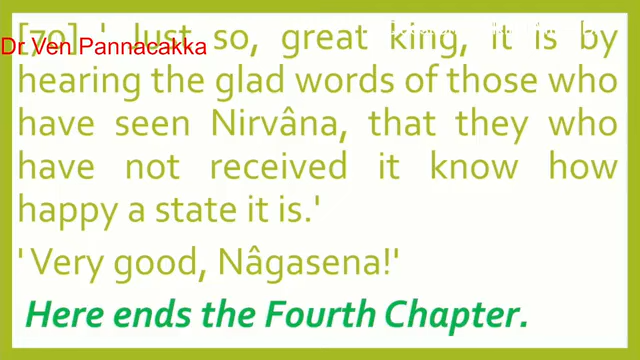 [70] ' Just so, great king, it is by
Dr Ven Pannacakka
hearing the glad words of those who
have seen Nirvâna, that they who
have not received it know how
happy a state it is.'
' Very good, Nâgasena!'
Here ends the Fourth Chapter.